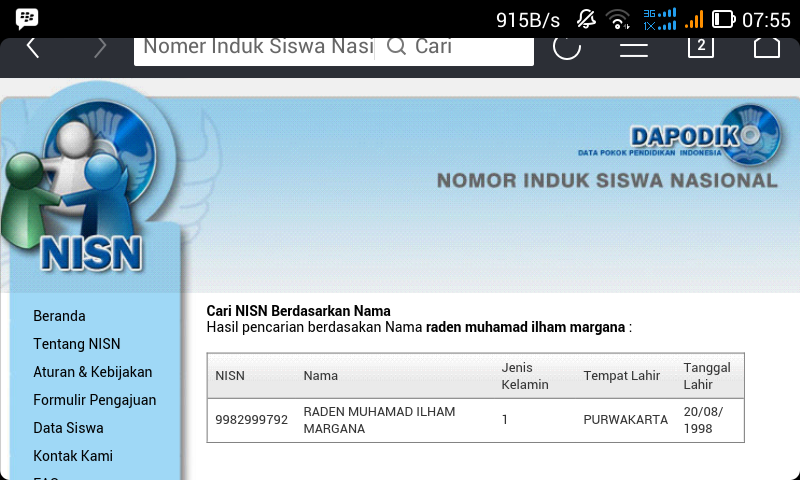 915B/s 3G 1X 07:55
Nomer Induk Siswa Nasi Cari 2
DAPODIK
DATA POKOK PENDIDIKAN INDONESIA
NOMOR INDUK SISWA NASIONAL
NISN
Beranda
Tentang NISN
Aturan & Kebijakan
Formulir Pengajuan
Data Siswa
Kontak Kami
Cari NISN Berdasarkan Nama
Hasil pencarian berdasakan Nama raden muhamad ilham margana :
NISN Nama Jenis Kelamin Tempat Lahir Tanggal Lahir
9982999792 RADEN MUHAMAD ILHAM MARGANA 1 PURWAKARTA 20/08/1998